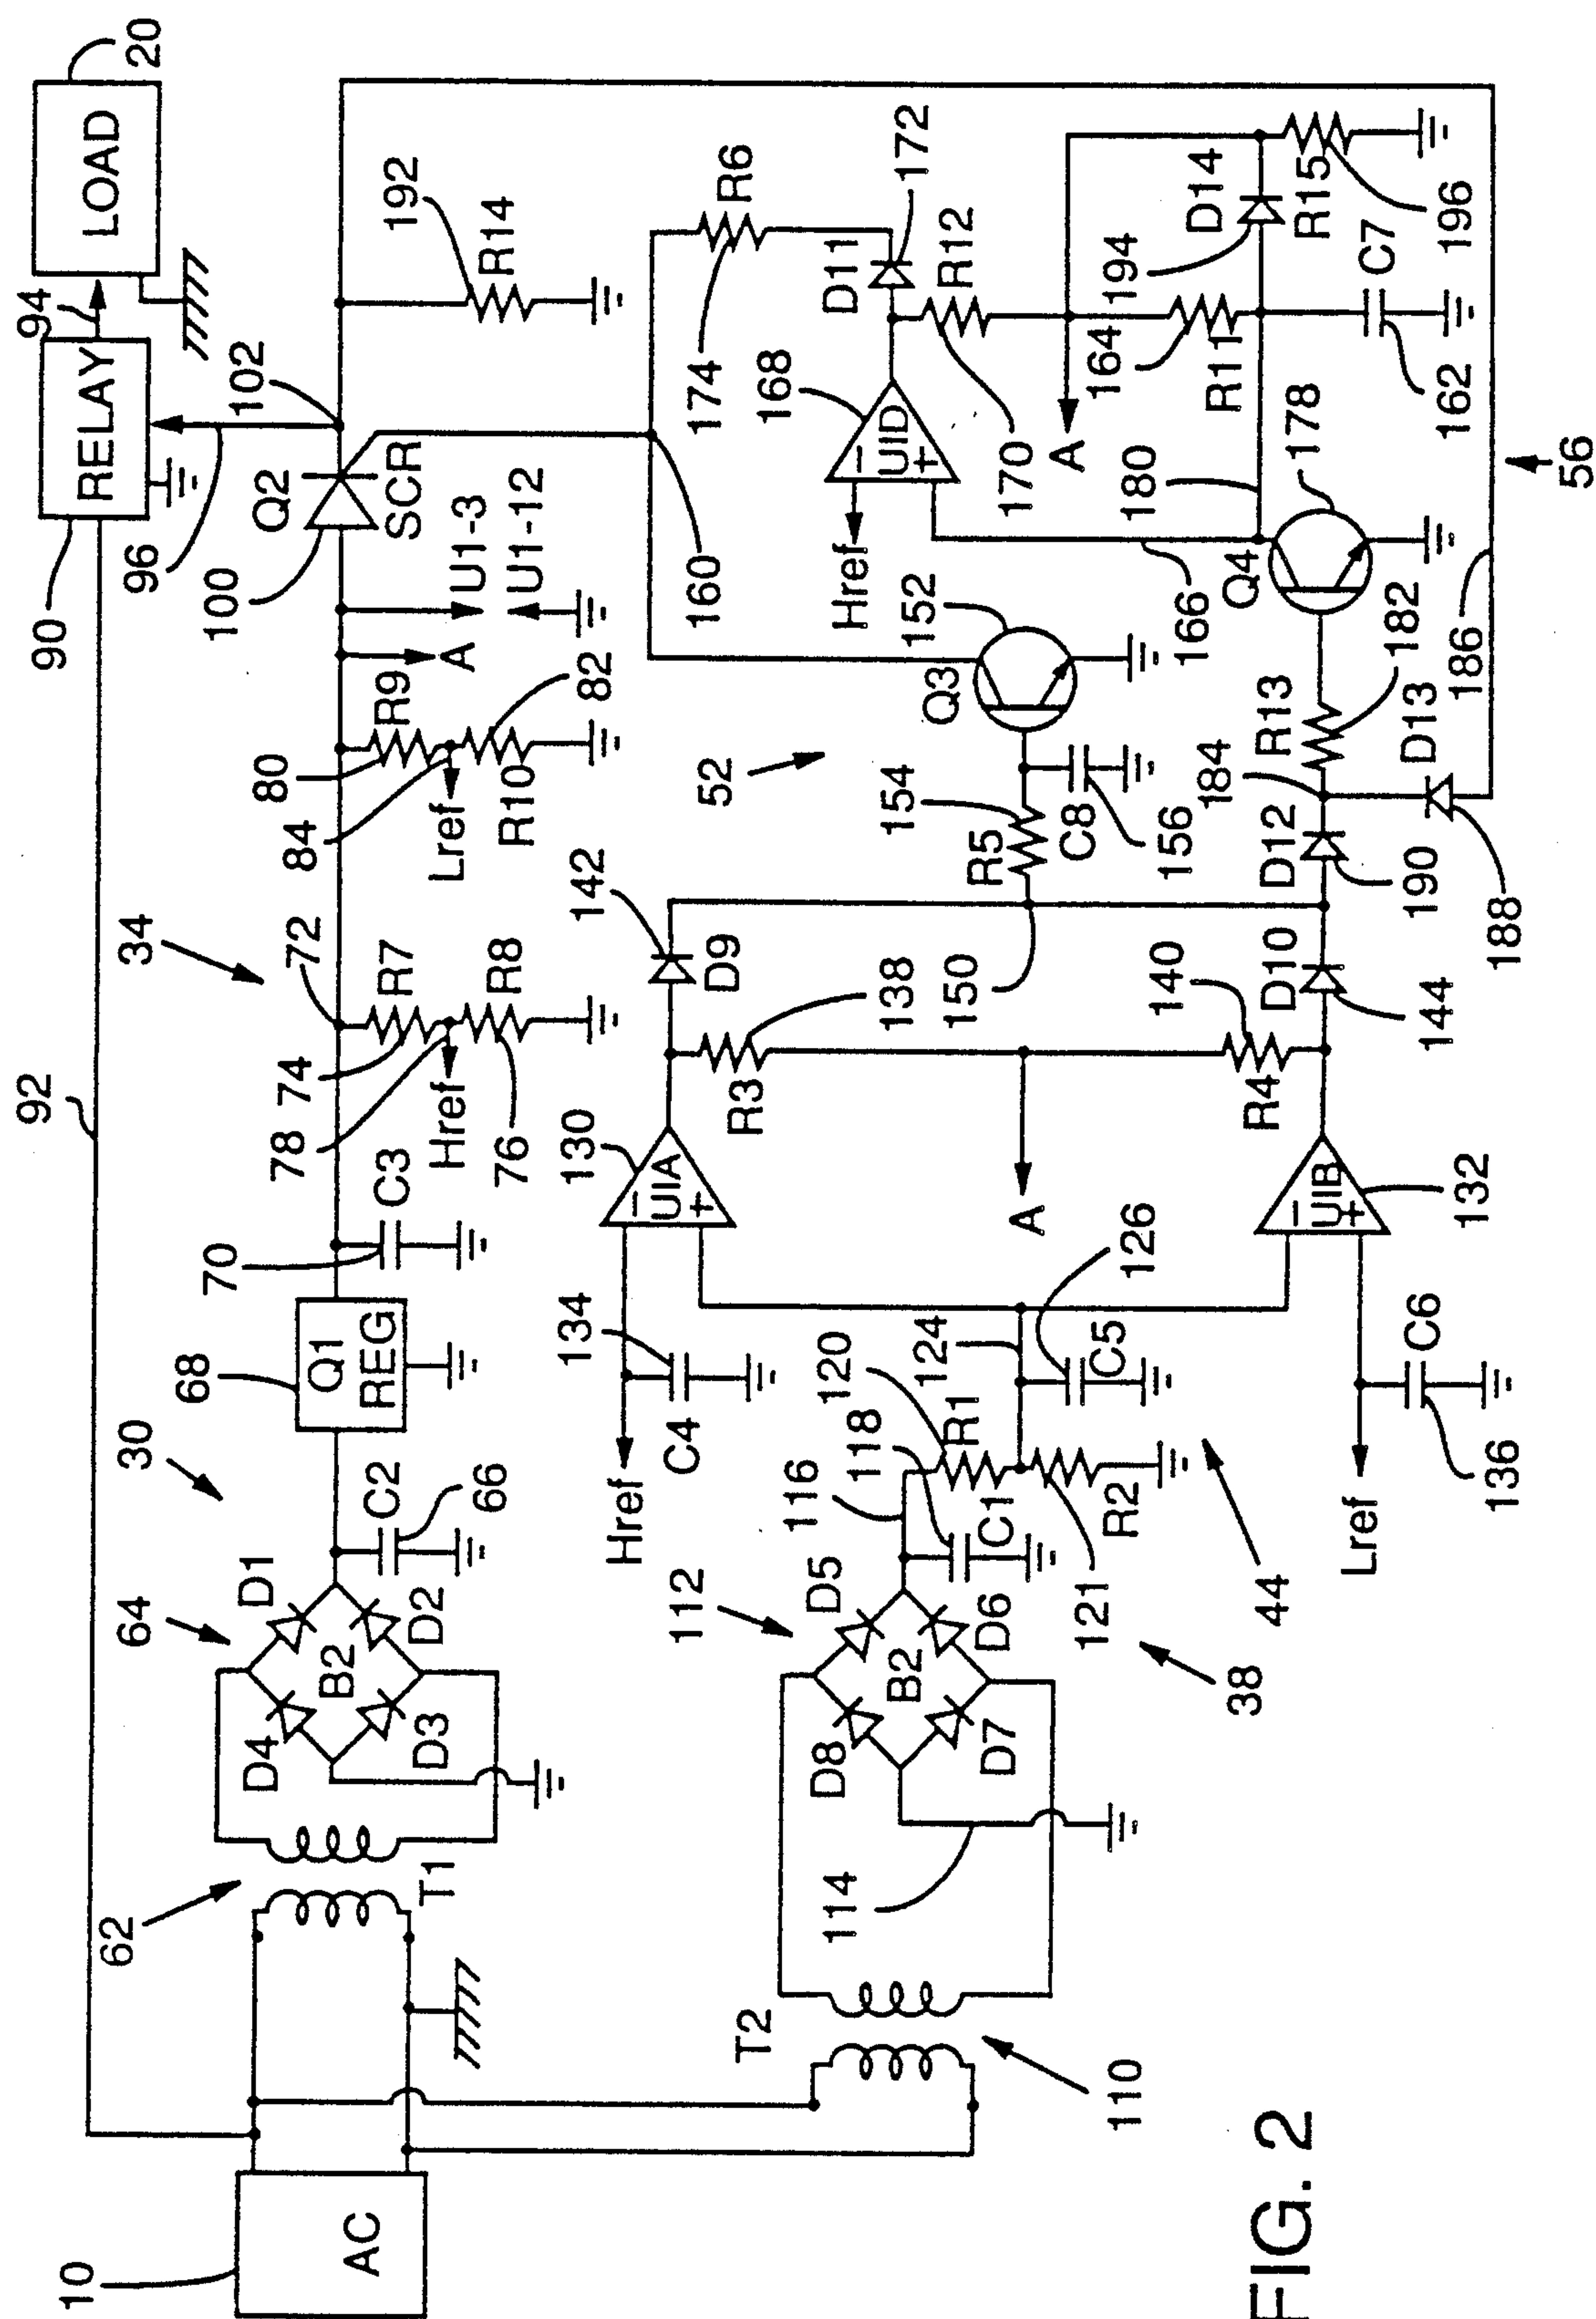 10
AC
92
62
T1
64
D1
D2
D3
D4
B2
30
C2
66
68
Q1
REG
70
C3
34
72
R7
74
78
Href
R8
76
80
R9
84
Lref
82
R10
A
U1-3
U1-12
100
Q2
SCR
102
96
90
RELAY
94
LOAD
20
192
R14
110
T2
112
114
D5
D6
D7
D8
B2
116
118
C1
R1
120
121
R2
38
44
124
126
C5
Href
134
C4
130
UIA
−
+
142
D9
138
R3
A
140
R4
D10
144
132
UIB
−
+
Lref
C6
136
150
52
R5
154
C8
156
Q3
152
160
174
R6
Href
168
UID
−
+
D11
172
R12
170
A
164
R11
D14
194
R15
196
C7
162
180
166
Q4
178
182
R13
184
D12
190
D13
188
186
56
FIG. 2